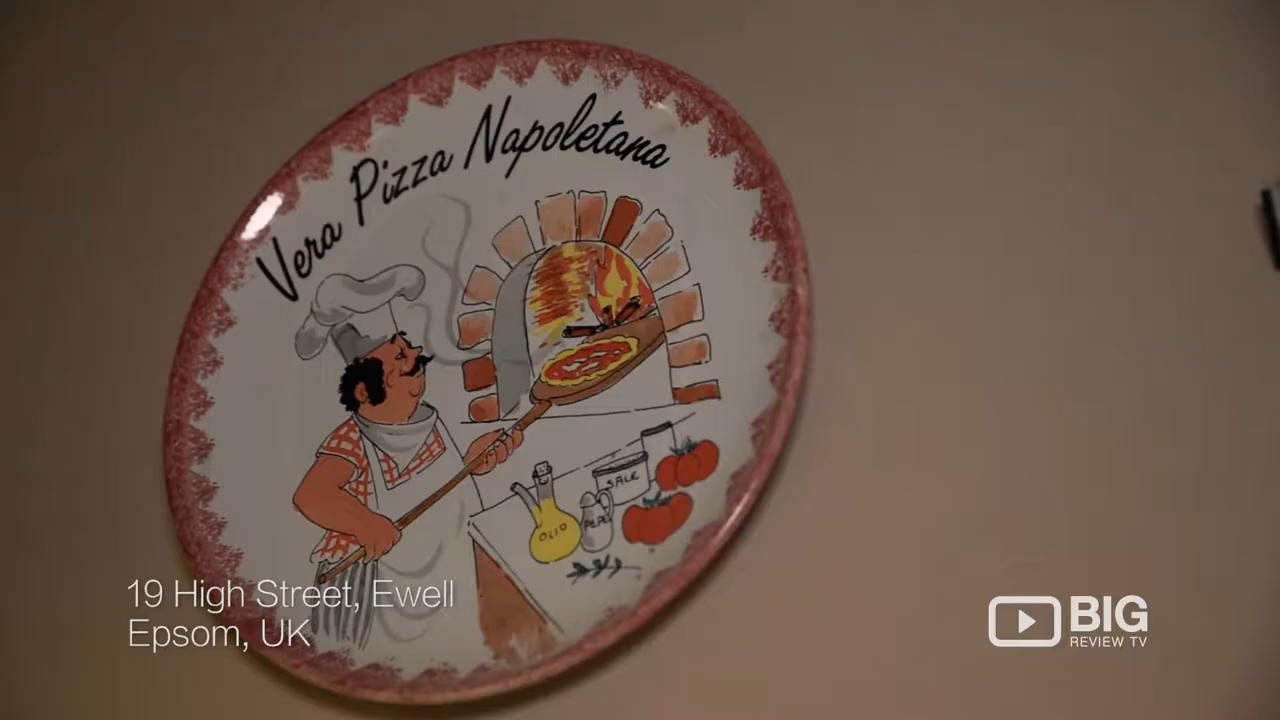 Vera Pizza Napoletana
OLIO
PEPE
SALE
19 High Street, Ewell
Epsom, UK
BIG
REVIEW TV